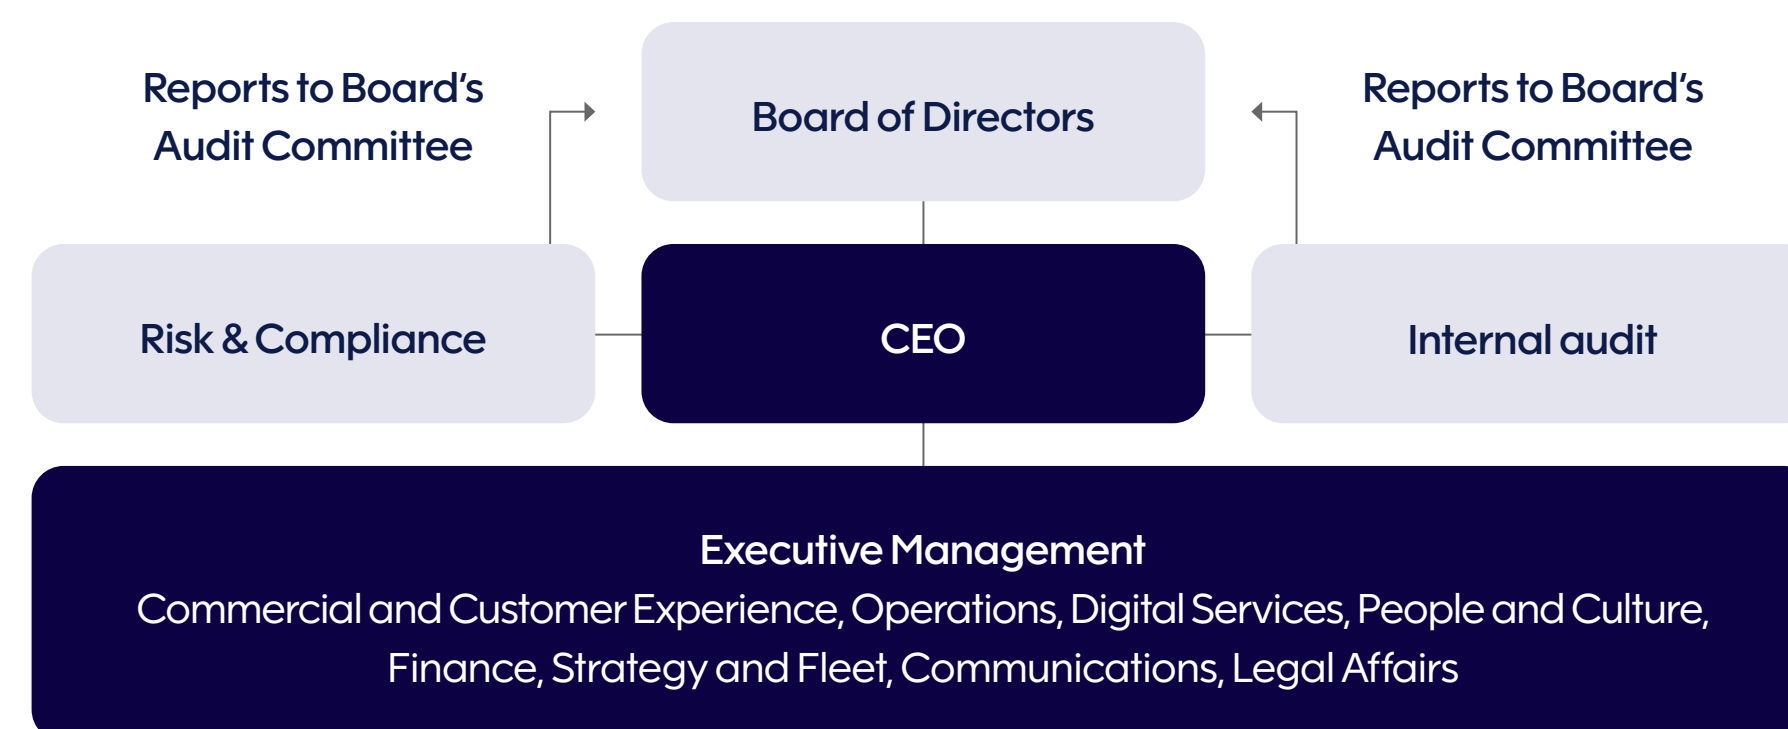 Reports to Board’s
Audit Committee
Board of Directors
Reports to Board’s
Audit Committee
Risk & Compliance
CEO
Internal audit
Executive Management
Commercial and Customer Experience, Operations, Digital Services, People and Culture,
Finance, Strategy and Fleet, Communications, Legal Affairs